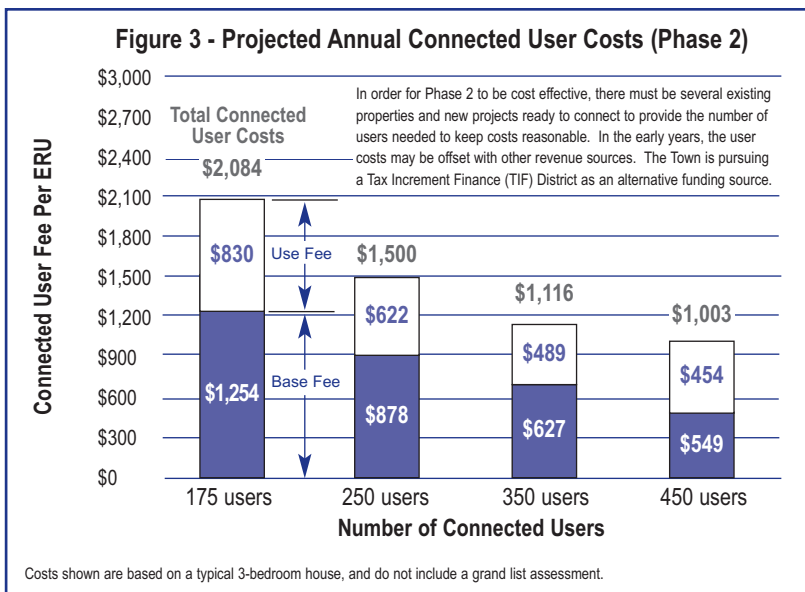 Figure 3 - Projected Annual Connected User Costs (Phase 2)
Connected User Fee Per ERU
$3,000
$2,700
$2,400
$2,100
$1,800
$1,500
$1,200
$900
$600
$300
$0
In order for Phase 2 to be cost effective, there must be several existing
properties and new projects ready to connect to provide the number of
users needed to keep costs reasonable. In the early years, the user
costs may be offset with other revenue sources. The Town is pursuing
a Tax Increment Finance (TIF) District as an alternative funding source.
Total Connected
User Costs
$2,084
$830
$1,254
Use Fee
Base Fee
$1,500
$622
$878
$1,116
$489
$627
$1,003
$454
$549
175 users
250 users
350 users
450 users
Number of Connected Users
Costs shown are based on a typical 3-bedroom house, and do not include a grand list assessment.